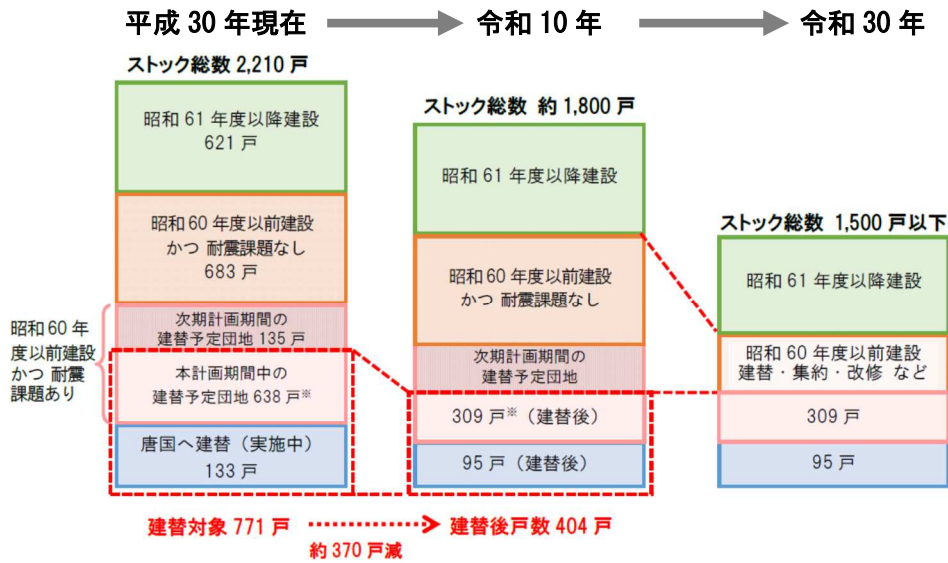 平成 30 年現在
令和 10 年
令和 30 年
ストック総数 2,210 戸
昭和 61 年度以降建設
621 戸
昭和 60 年度以前建設
かつ 耐震課題なし
683 戸
昭和 60 年
度以前建設
かつ 耐震
課題あり
次期計画期間の
建替予定団地 135 戸
本計画期間中の
建替予定団地 638 戸※
唐国へ建替（実施中）
133 戸
ストック総数 約 1,800 戸
昭和 61 年度以降建設
昭和 60 年度以前建設
かつ 耐震課題なし
次期計画期間の
建替予定団地
309 戸※（建替後）
95 戸（建替後）
ストック総数 1,500 戸以下
昭和 61 年度以降建設
昭和 60 年度以前建設
建替・集約・改修 など
309 戸
95 戸
建替対象 771 戸
約 370 戸減
建替後戸数 404 戸